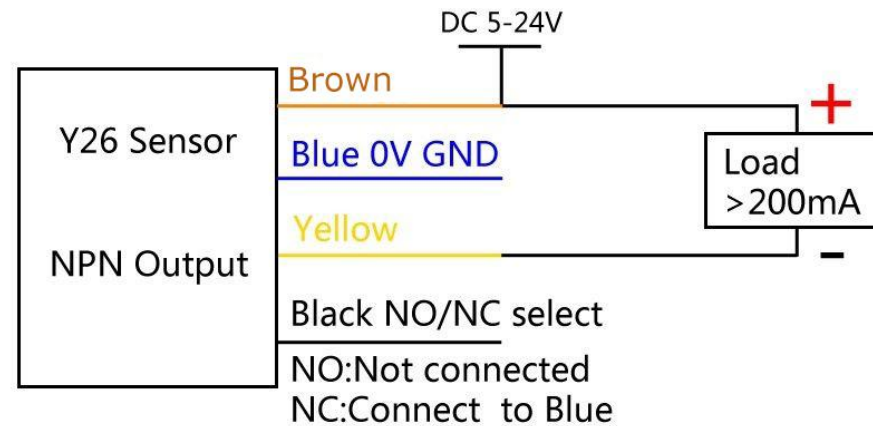 DC 5-24V
Brown
+
Y26 Sensor
Blue 0V GND
Load
>200mA
Yellow
-
NPN Output
Black NO/NC select
NO:Not connected
NC:Connect to Blue